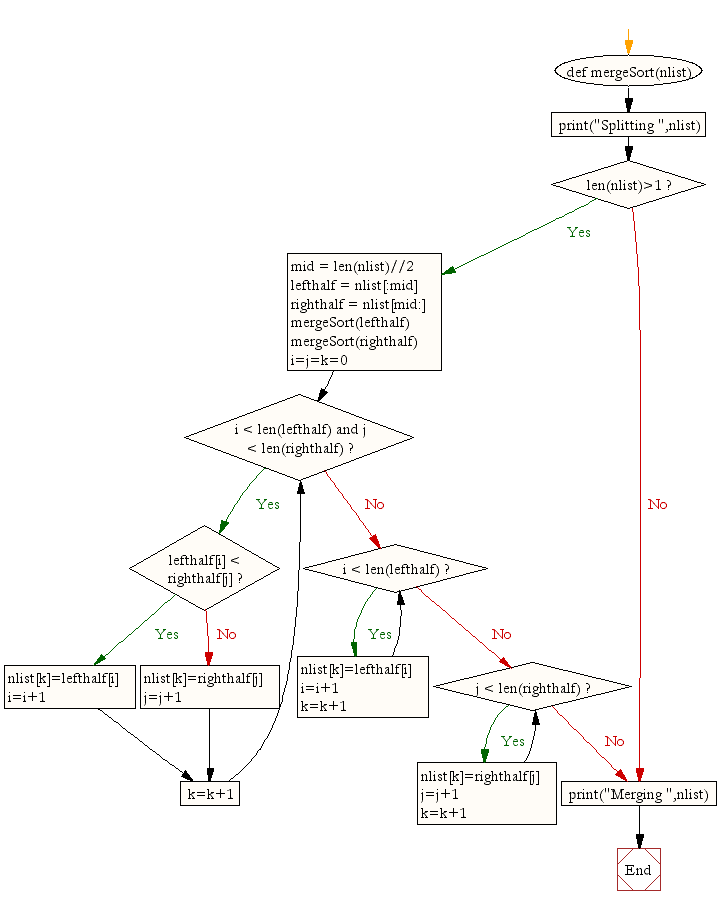 def mergeSort(nlist)
print("Splitting ",nlist)
len(nlist)>1 ?
Yes
mid = len(nlist)//2
lefthalf = nlist[:mid]
righthalf = nlist[mid:]
mergeSort(lefthalf)
mergeSort(righthalf)
i=j=k=0
i < len(lefthalf) and j
< len(righthalf) ?
Yes
No
No
lefthalf[i] <
righthalf[j] ?
i < len(lefthalf) ?
Yes
No
Yes
No
nlist[k]=lefthalf[i]
i=i+1
nlist[k]=righthalf[j]
j=j+1
nlist[k]=lefthalf[i]
i=i+1
k=k+1
j < len(righthalf) ?
Yes
No
k=k+1
nlist[k]=righthalf[j]
j=j+1
k=k+1
print("Merging ",nlist)
End